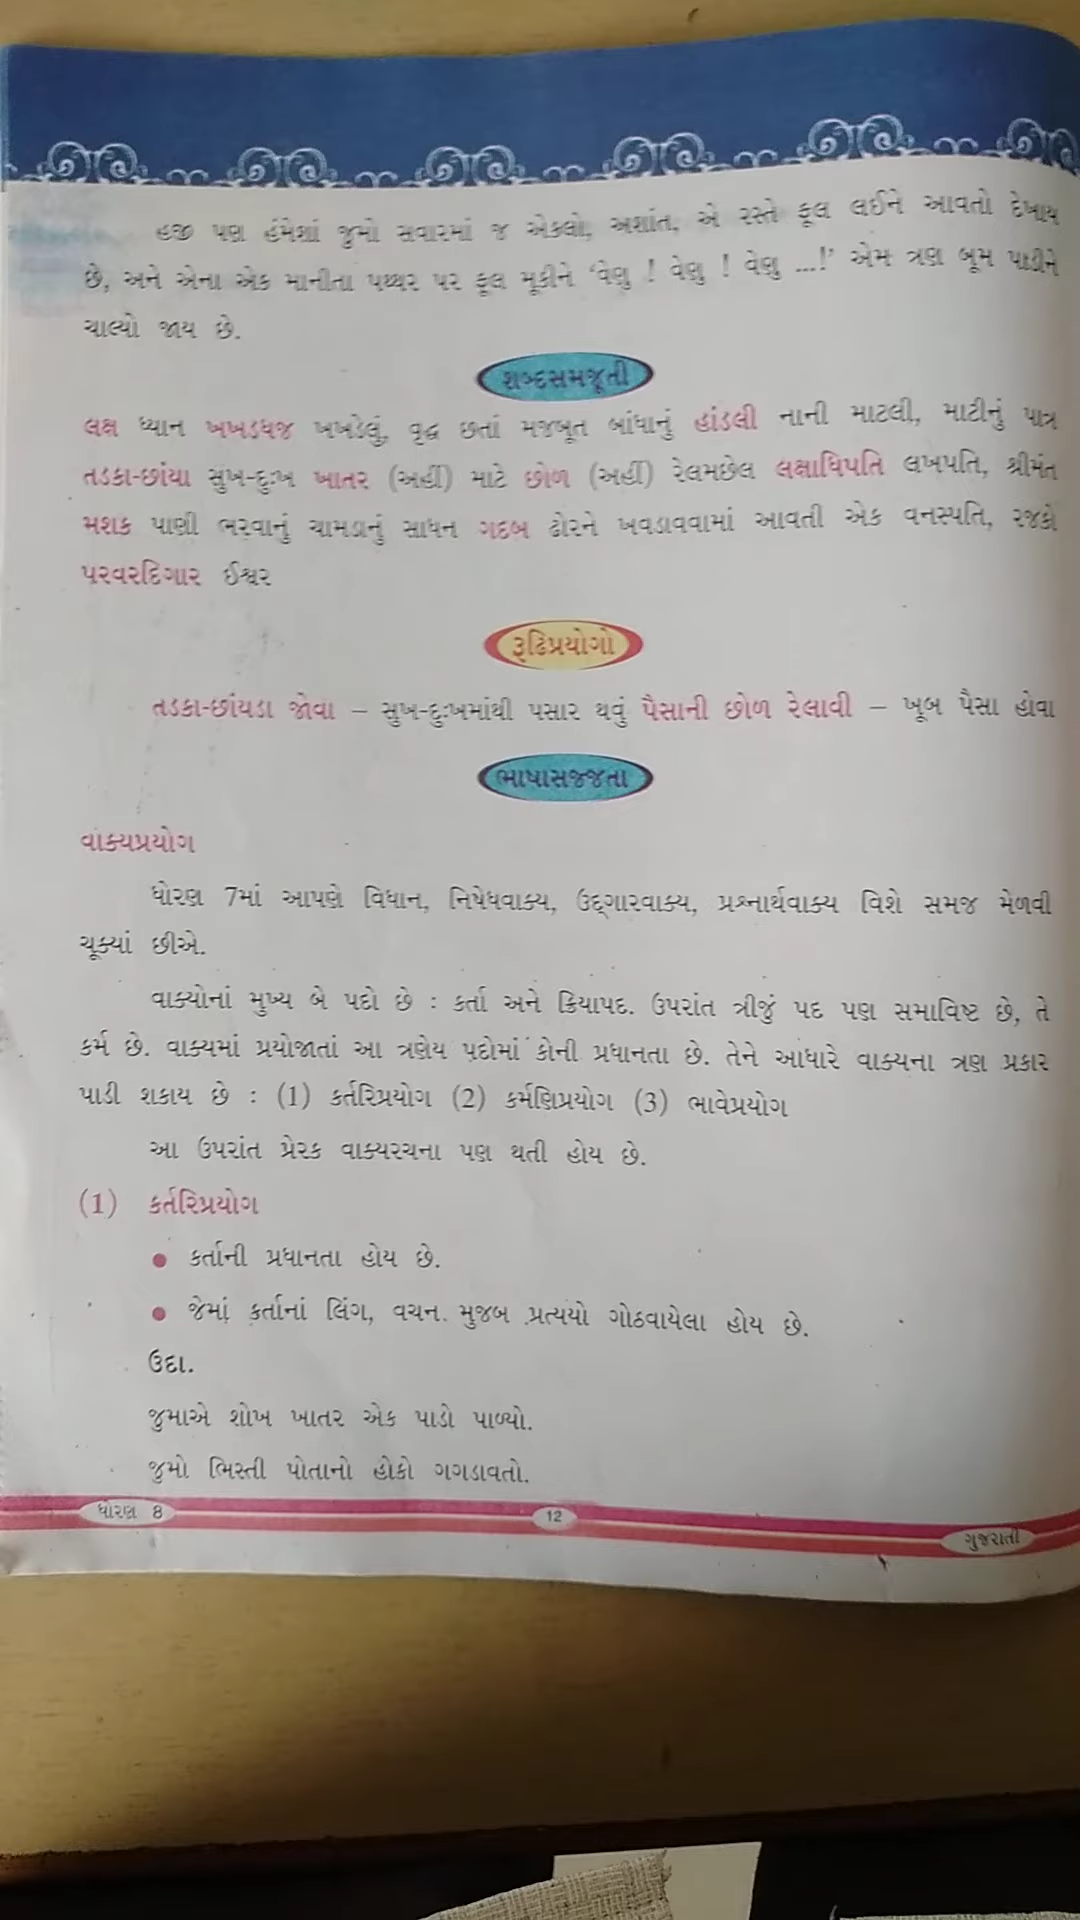 હજી પણ હંમેશાં જુમો સવારમાં જ એકલો, અશાંત, એ રસ્તે ફૂલ લઈને આવતો દેખાય
છે, અને એના એક માનીતા પથ્થર પર ફૂલ મૂકીને ‘વેણુ ! વેણુ ! વેણુ ...!’ એમ ત્રણ બૂમ પાડીને
ચાલ્યો જાય છે.
શબ્દસમજૂતી
લક્ષ ધ્યાન ખખડધજ ખખડેલું, વૃદ્ધ છતાં મજબૂત બાંધાનું હાંડલી નાની માટલી, માટીનું પાત્ર
તડકા-છાંયા સુખ-દુઃખ ખાતર (અહીં) માટે છોળ (અહીં) રેલમછેલ લક્ષાધિપતિ લખપતિ, શ્રીમંત
મશક પાણી ભરવાનું ચામડાનું સાધન ગદબ ઢોરને ખવડાવવામાં આવતી એક વનસ્પતિ, રજકો
પરવરદિગાર ઈશ્વર
રૂઢિપ્રયોગો
તડકા-છાંયડા જોવા – સુખ-દુઃખમાંથી પસાર થવું પૈસાની છોળ રેલાવી – ખૂબ પૈસા હોવા
ભાષાસજ્જતા
વાક્યપ્રયોગ
ધોરણ 7માં આપણે વિધાન, નિષેધવાક્ય, ઉદ્ગારવાક્ય, પ્રશ્નાર્થવાક્ય વિશે સમજ મેળવી
ચૂક્યાં છીએ.
વાક્યોનાં મુખ્ય બે પદો છે : કર્તા અને ક્રિયાપદ. ઉપરાંત ત્રીજું પદ પણ સમાવિષ્ટ છે, તે
કર્મ છે. વાક્યમાં પ્રયોજાતાં આ ત્રણેય પદોમાં કોની પ્રધાનતા છે. તેને આધારે વાક્યના ત્રણ પ્રકાર
પાડી શકાય છે : (1) કર્તરિપ્રયોગ (2) કર્મણિપ્રયોગ (3) ભાવેપ્રયોગ
આ ઉપરાંત પ્રેરક વાક્યરચના પણ થતી હોય છે.
(1) કર્તરિપ્રયોગ
• કર્તાની પ્રધાનતા હોય છે.
• જેમાં કર્તાનાં લિંગ, વચન મુજબ પ્રત્યયો ગોઠવાયેલા હોય છે.
ઉદા.
જુમાએ શોખ ખાતર એક પાડો પાળ્યો.
જુમો ભિસ્તી પોતાનો હોકો ગગડાવતો.
ધોરણ 8
12
ગુજરાતી